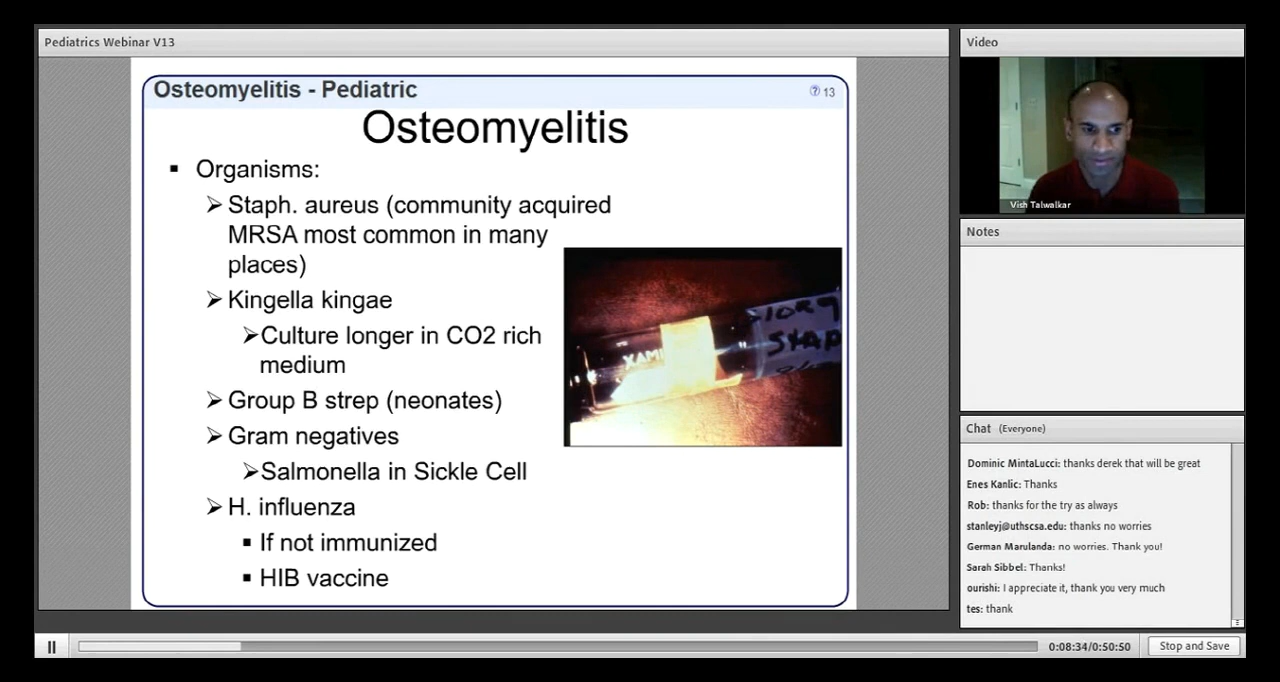 Pediatrics Webinar V13
Osteomyelitis - Pediatric
? 13
Osteomyelitis
▪ Organisms:
➢ Staph. aureus (community acquired
MRSA most common in many
places)
➢ Kingella kingae
➢ Culture longer in CO2 rich
medium
➢ Group B strep (neonates)
➢ Gram negatives
➢ Salmonella in Sickle Cell
➢ H. influenza
▪ If not immunized
▪ HIB vaccine
Video
Vish Talwalkar
Notes
Chat (Everyone)
Dominic MintaLucci: thanks derek that will be great
Enes Kanlic: Thanks
Rob: thanks for the try as always
stanleyj@uthscsa.edu: thanks no worries
German Marulanda: no worries. Thank you!
Sarah Sibbel: Thanks!
ourishi: I appreciate it, thank you very much
tes: thank
0:08:34/0:50:50
Stop and Save